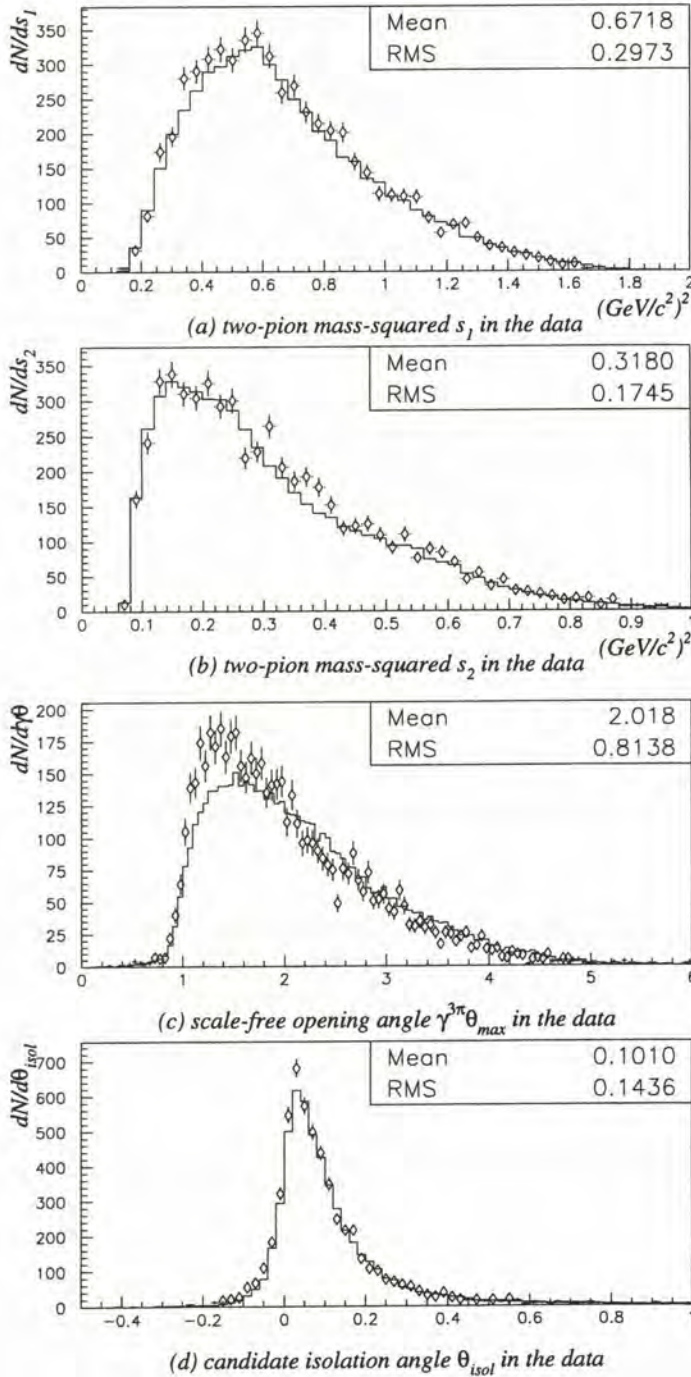 dN/ds₁
Mean 0.6718
RMS 0.2973
350
300
250
200
150
100
50
0
0 0.2 0.4 0.6 0.8 1 1.2 1.4 1.6 1.8 2
(GeV/c²)²
(a) two-pion mass-squared s₁ in the data
dN/ds₂
Mean 0.3180
RMS 0.1745
350
300
250
200
150
100
50
0
0 0.1 0.2 0.3 0.4 0.5 0.6 0.7 0.8 0.9 1
(GeV/c²)²
(b) two-pion mass-squared s₂ in the data
dN/dγθ
Mean 2.018
RMS 0.8138
200
175
150
125
100
75
50
25
0
0 1 2 3 4 5 6
(c) scale-free opening angle γ³πθmax in the data
dN/dθisol
Mean 0.1010
RMS 0.1436
700
600
500
400
300
200
100
0
−0.4 −0.2 0 0.2 0.4 0.6 0.8 1
(d) candidate isolation angle θisol in the data